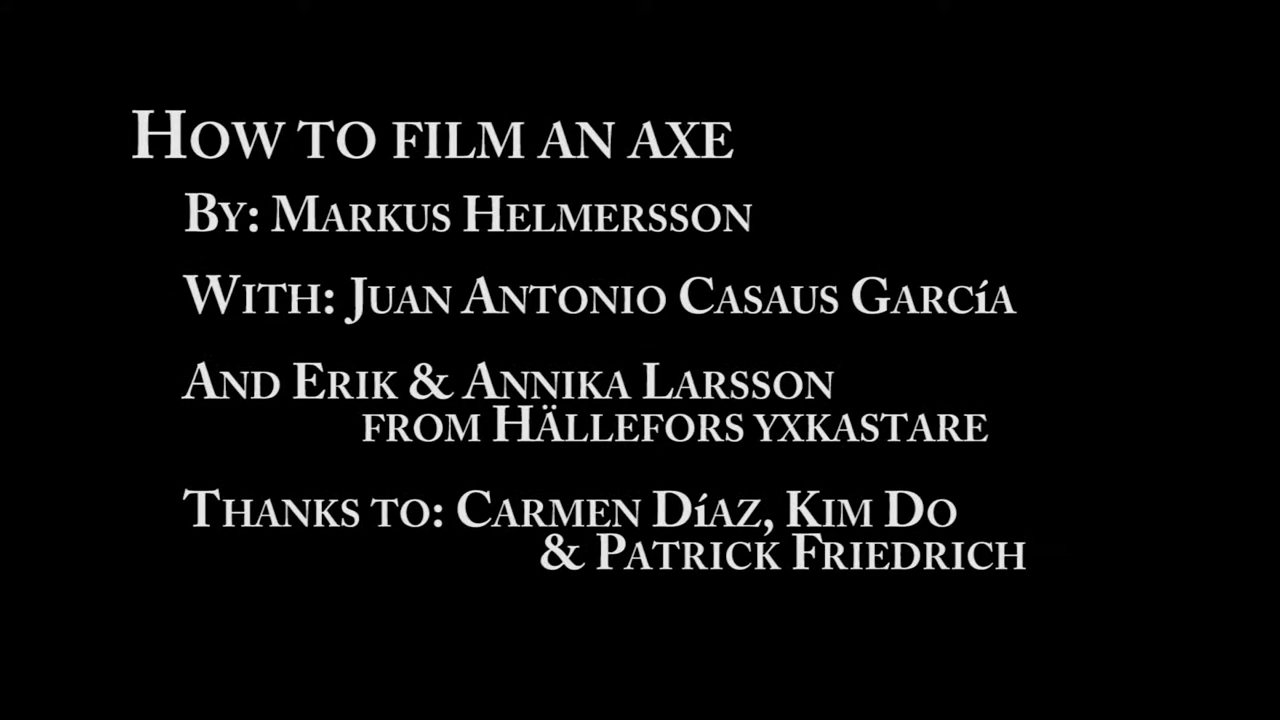 How to film an axe
By: Markus Helmersson
With: Juan Antonio Casaus García
And Erik & Annika Larsson
from Hällefors yxkastare
Thanks to: Carmen Díaz, Kim Do
& Patrick Friedrich